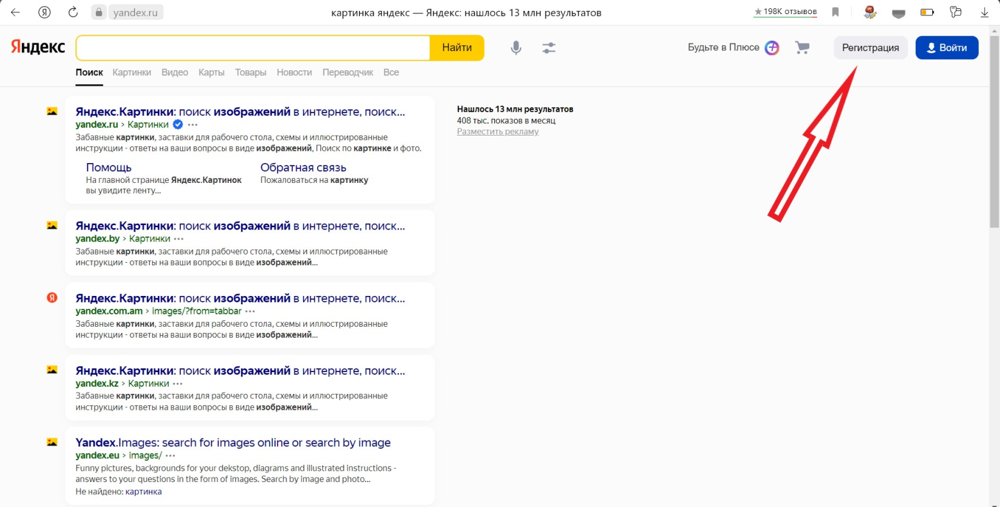 yandex.ru
картинка яндекс — Яндекс: нашлось 13 млн результатов
198K отзывов
Яндекс
Найти
Будьте в Плюсе
Регистрация
Войти
Поиск Картинки Видео Карты Товары Новости Переводчик Все
Яндекс.Картинки: поиск изображений в интернете, поиск...
yandex.ru › Картинки
Забавные картинки, заставки для рабочего стола, схемы и иллюстрированные
инструкции - ответы на ваши вопросы в виде изображений, Поиск по картинке и фото.
Помощь
На главной странице Яндекс.Картинок
вы увидите ленту...
Обратная связь
Пожаловаться на картинку
Нашлось 13 млн результатов
408 тыс. показов в месяц
Разместить рекламу
Яндекс.Картинки: поиск изображений в интернете, поиск...
yandex.by › Картинки
Забавные картинки, заставки для рабочего стола, схемы и иллюстрированные
инструкции - ответы на ваши вопросы в виде изображений...
Я
Яндекс.Картинки: поиск изображений в интернете, поиск...
yandex.com.am › images/?from=tabbar
Забавные картинки, заставки для рабочего стола, схемы и иллюстрированные
инструкции - ответы на ваши вопросы в виде изображений...
Яндекс.Картинки: поиск изображений в интернете, поиск...
yandex.kz › Картинки
Забавные картинки, заставки для рабочего стола, схемы и иллюстрированные
инструкции - ответы на ваши вопросы в виде изображений...
Yandex.Images: search for images online or search by image
yandex.eu › images/
Funny pictures, backgrounds for your dekstop, diagrams and illustrated instructions -
answers to your questions in the form of images. Search by image and photo...
Не найдено: картинка